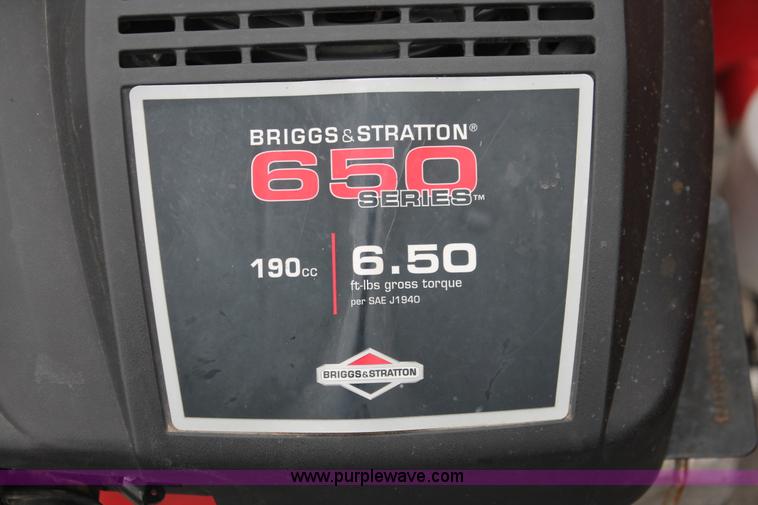 BRIGGS & STRATTON®
650
SERIES™
190cc
6.50
ft-lbs gross torque
per SAE J1940
BRIGGS & STRATTON
www.purplewave.com